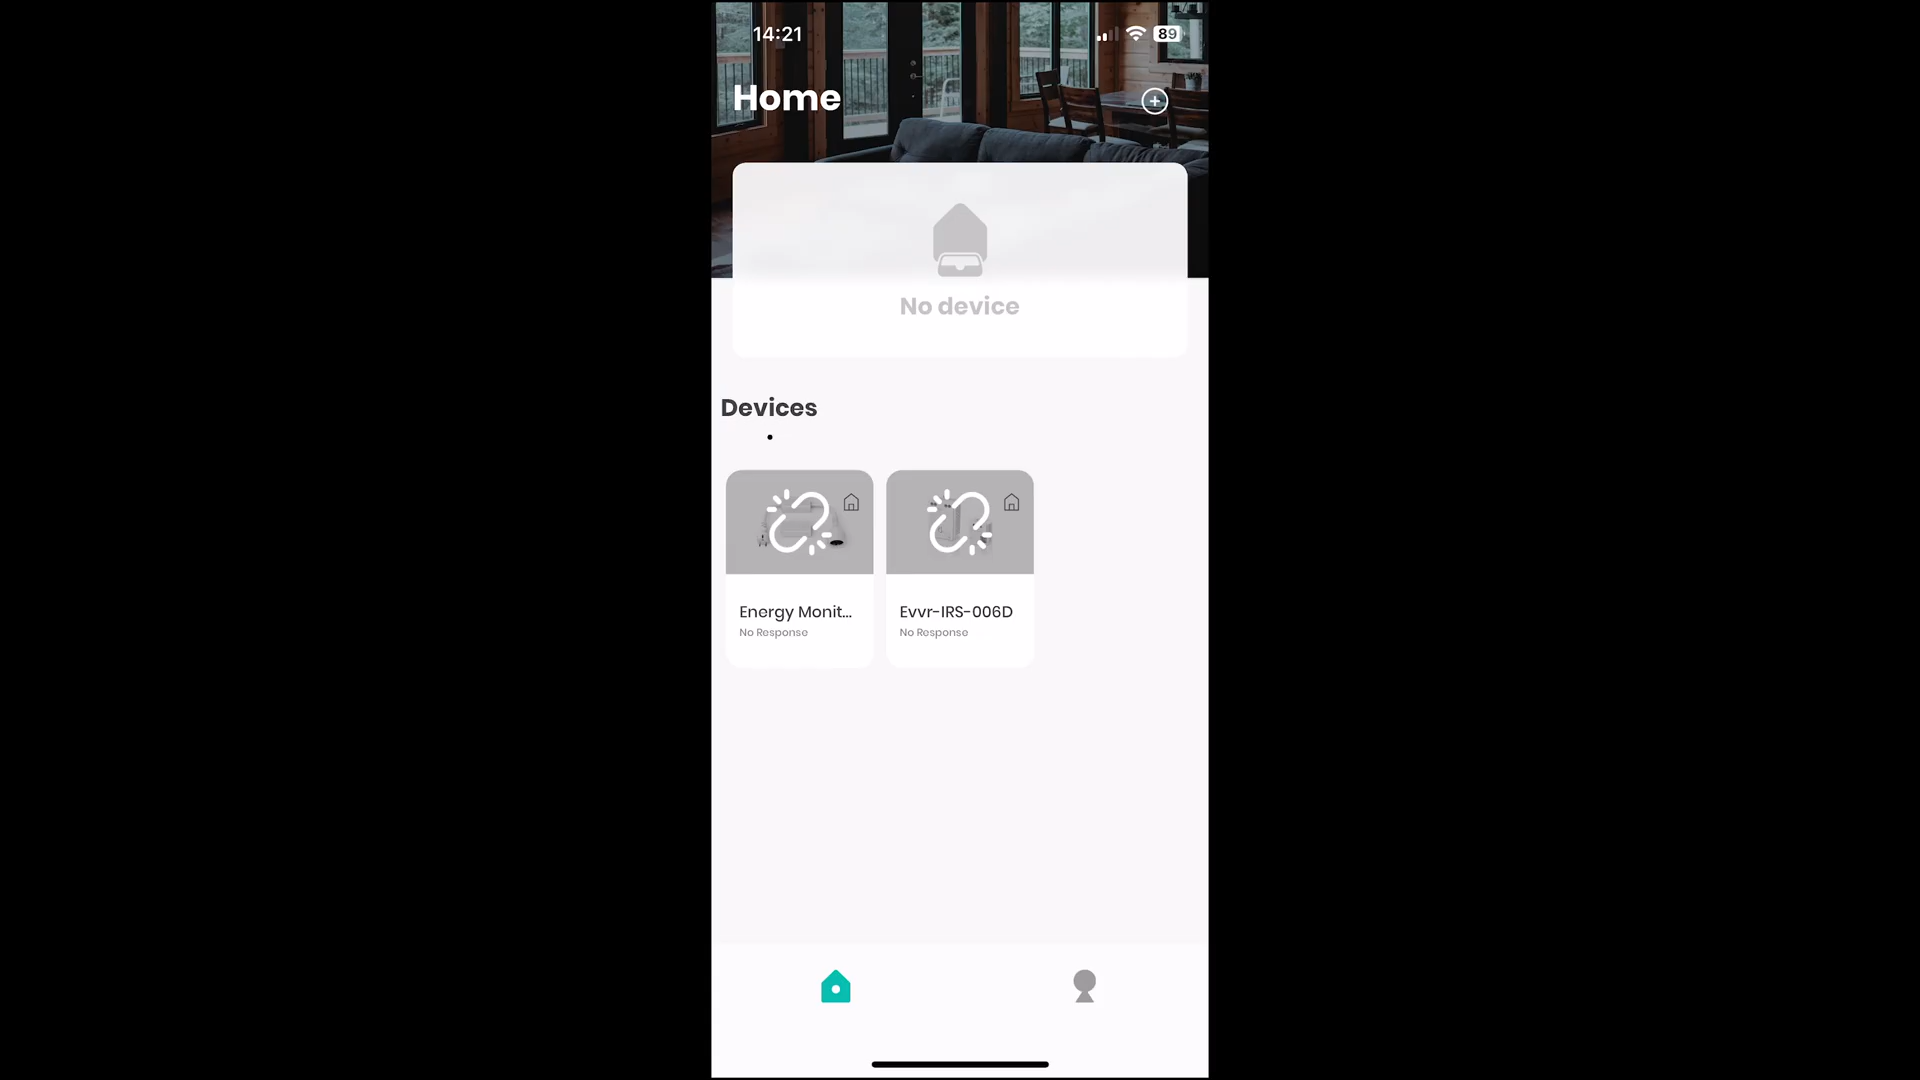 14:21
89
Home
No device
Devices
Energy Monit...
Evvr-IRS-006D
No Response
No Response